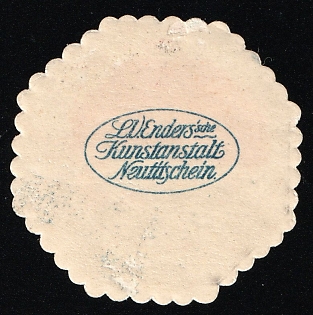 L.V.Enders'sche
Kunstanstalt
Neutitschein.